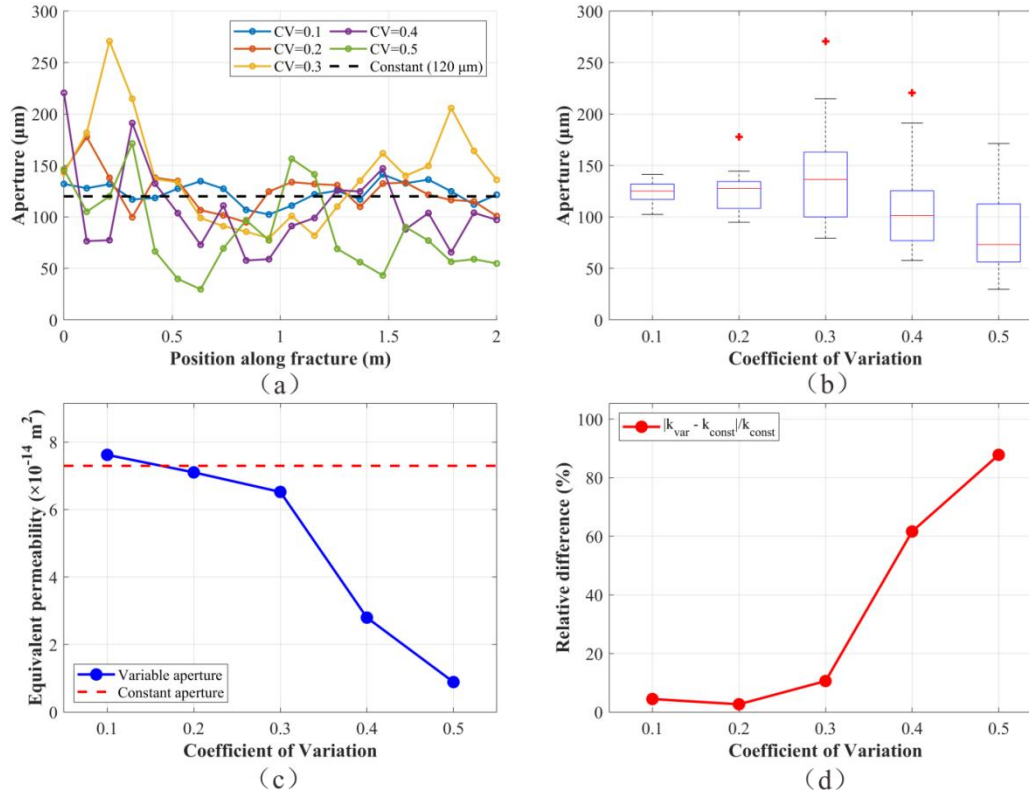 300
250
200
150
100
50
0
Aperture (µm)
0
0.5
1
1.5
2
Position along fracture (m)
CV=0.1
CV=0.2
CV=0.3
CV=0.4
CV=0.5
Constant (120 µm)
（a）
300
250
200
150
100
50
0
Aperture (µm)
0.1
0.2
0.3
0.4
0.5
Coefficient of Variation
（b）
8
6
4
2
0
Equivalent permeability (×10⁻¹⁴ m²)
Variable aperture
Constant aperture
0.1
0.2
0.3
0.4
0.5
Coefficient of Variation
（c）
100
80
60
40
20
0
Relative difference (%)
|k_var - k_const|/k_const
0.1
0.2
0.3
0.4
0.5
Coefficient of Variation
（d）